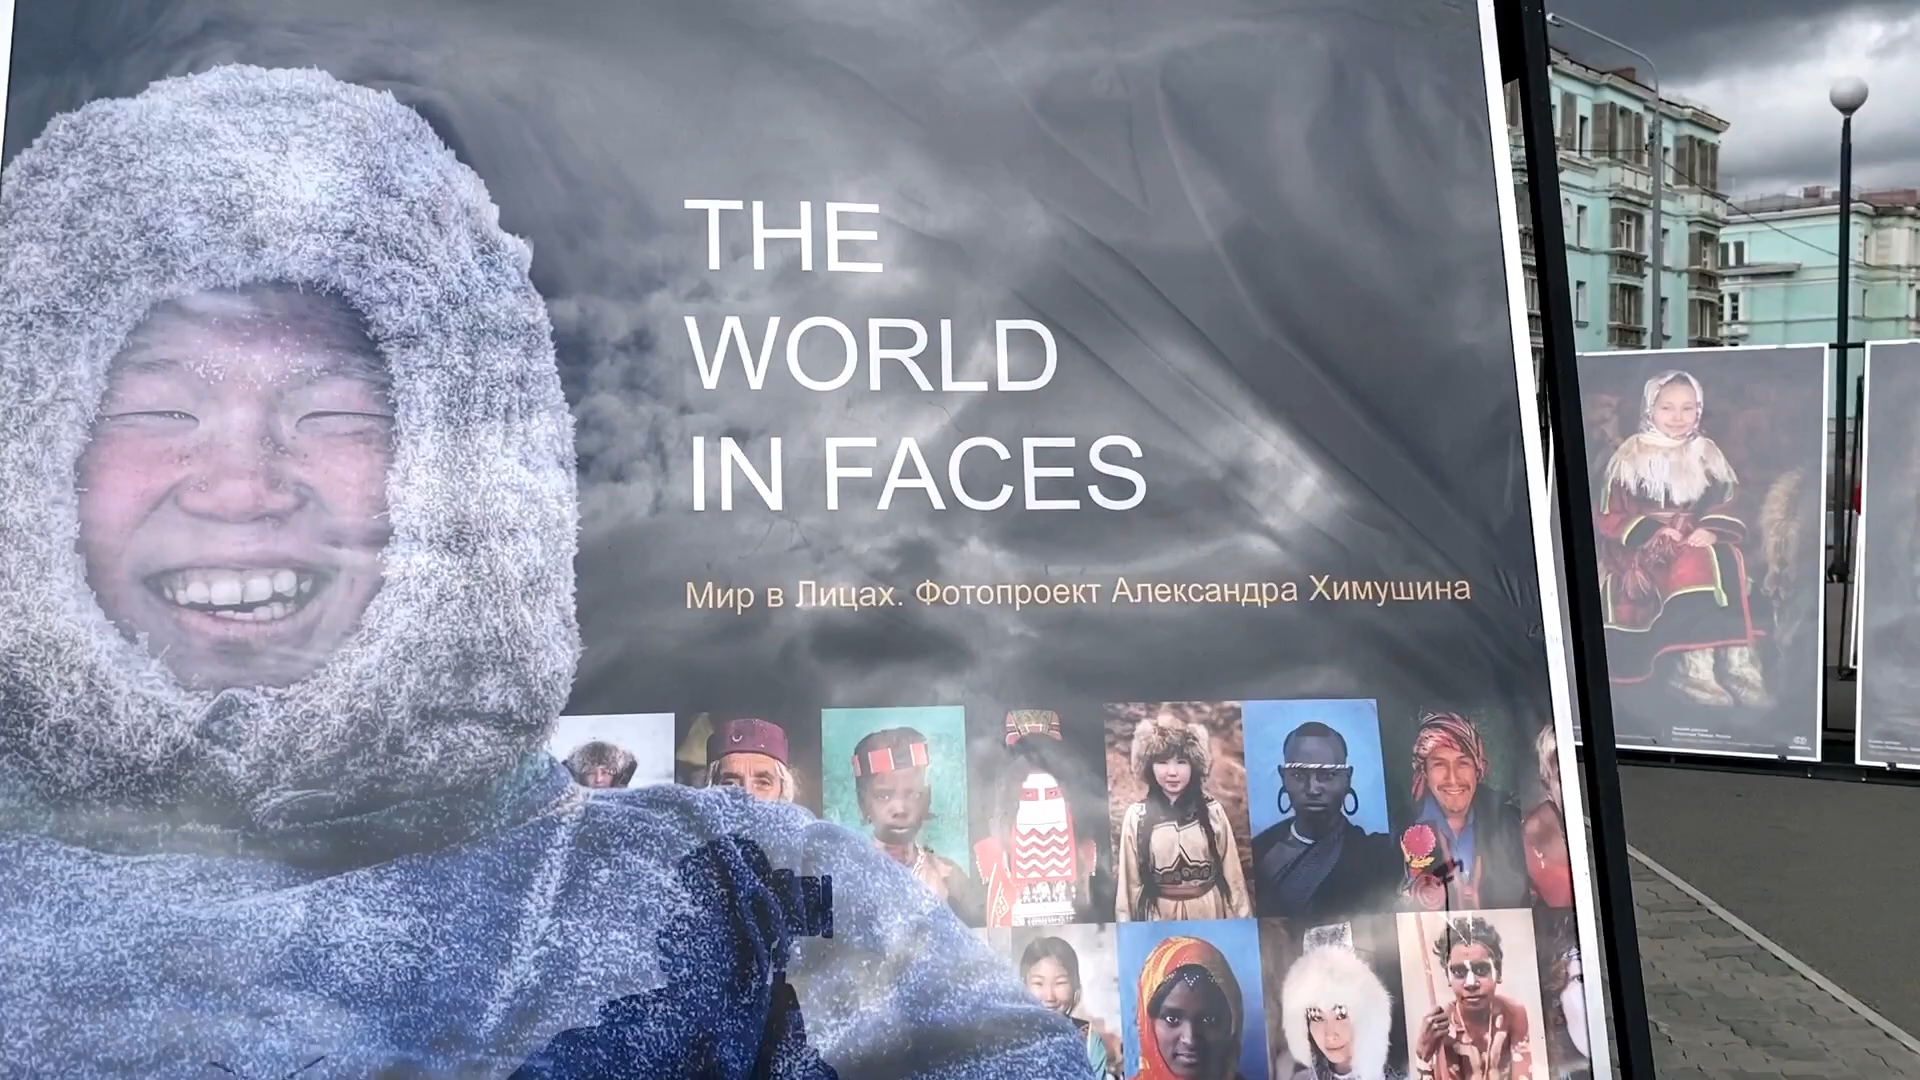 THE
WORLD
IN FACES
Мир в Лицах. Фотопроект Александра Химушина